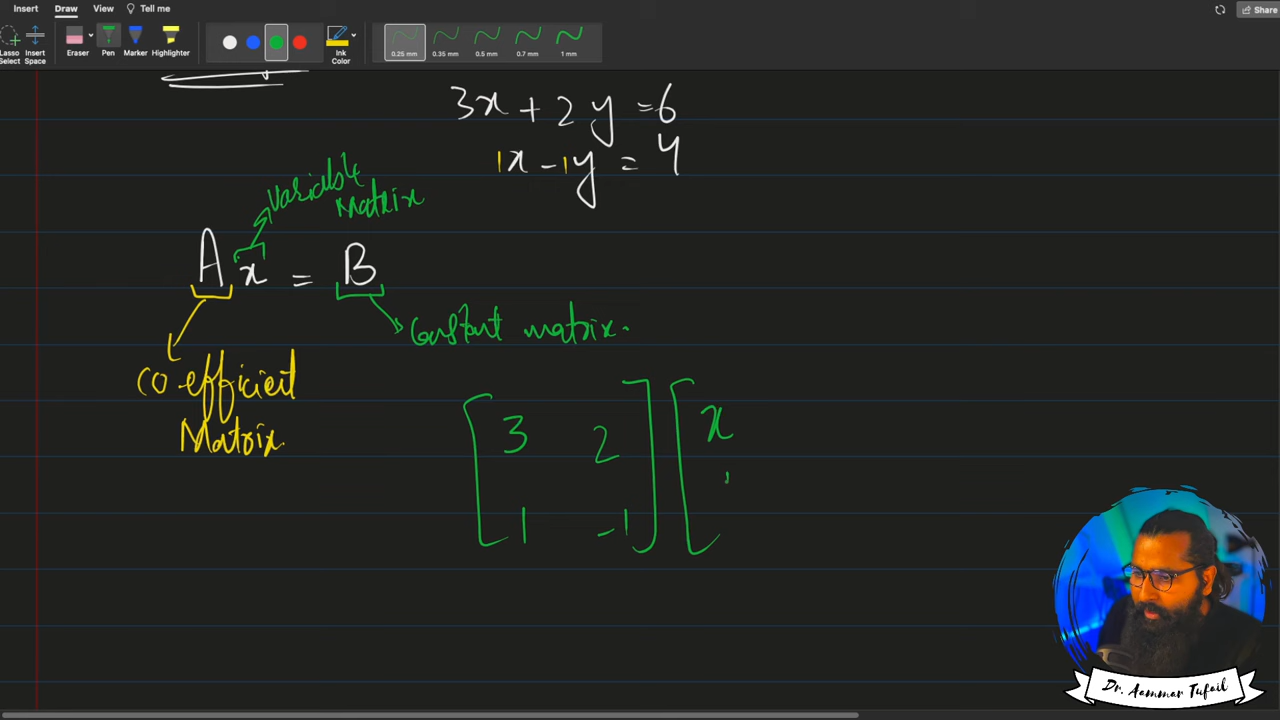 Insert Draw View Tell me
Share
Lasso Select
Insert Space
Eraser
Pen
Marker
Highlighter
Ink Color
0.25 mm
0.35 mm
0.5 mm
0.7 mm
1 mm
3x + 2y = 6
1x - 1y = 4
Variable
Matrix
Ax = B
Constant matrix.
Co efficient
Matrix
3 2 x
1 -1
Dr. Aammar Tufail